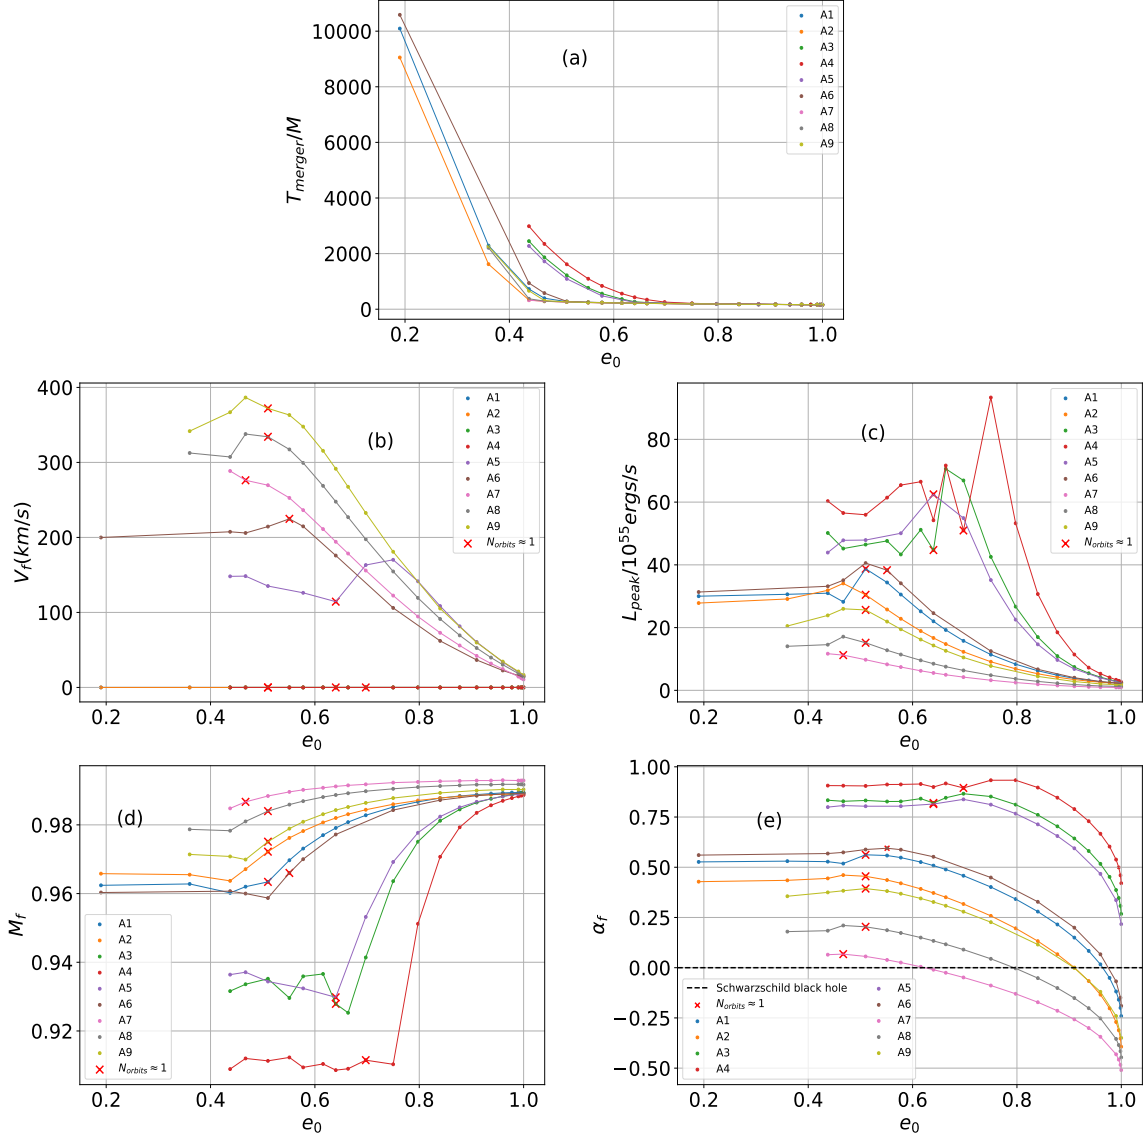 (a)
T_merger/M
10000
8000
6000
4000
2000
0
0.2 0.4 0.6 0.8 1.0
e_0
A1
A2
A3
A4
A5
A6
A7
A8
A9
(b)
V_f(km/s)
400
300
200
100
0
0.2 0.4 0.6 0.8 1.0
e_0
A1
A2
A3
A4
A5
A6
A7
A8
A9
N_orbits ≈ 1
(c)
L_peak/10^55 ergs/s
80
60
40
20
0
0.2 0.4 0.6 0.8 1.0
e_0
A1
A2
A3
A4
A5
A6
A7
A8
A9
N_orbits ≈ 1
(d)
M_f
0.98
0.96
0.94
0.92
0.2 0.4 0.6 0.8 1.0
e_0
A1
A2
A3
A4
A5
A6
A7
A8
A9
N_orbits ≈ 1
(e)
α_f
1.00
0.75
0.50
0.25
0.00
−0.25
−0.50
0.2 0.4 0.6 0.8 1.0
e_0
Schwarzschild black hole
N_orbits ≈ 1
A1
A2
A3
A4
A5
A6
A7
A8
A9